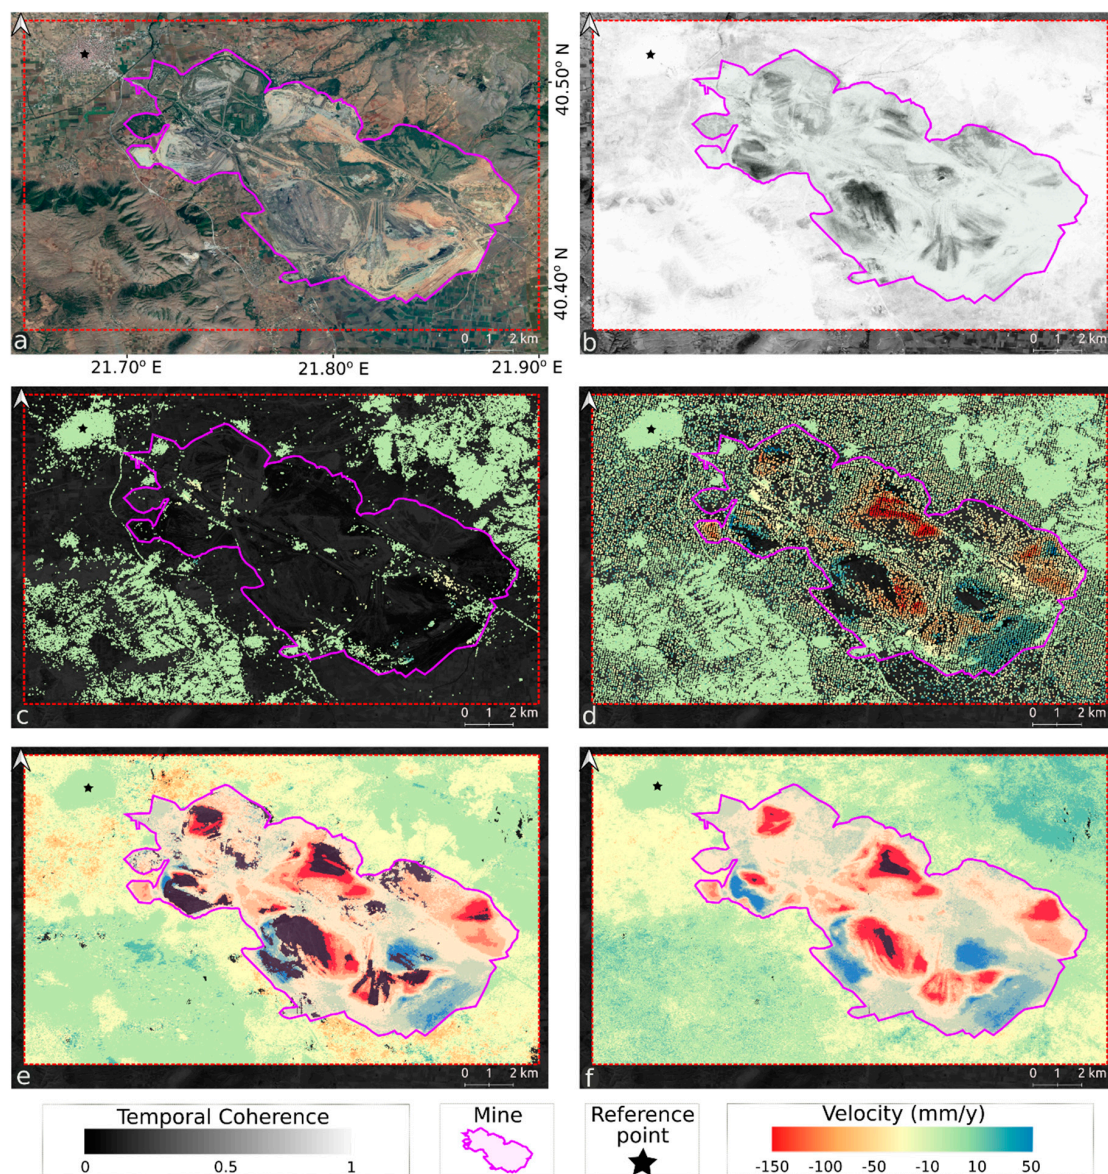 40.50° N
40.40° N
a
0 1 2 km
b
0 1 2 km
21.70° E
21.80° E
21.90° E
c
0 1 2 km
d
0 1 2 km
e
0 1 2 km
f
0 1 2 km
Temporal Coherence
0
0.5
1
Mine
Reference
point
Velocity (mm/y)
-150
-100
-50
10
50